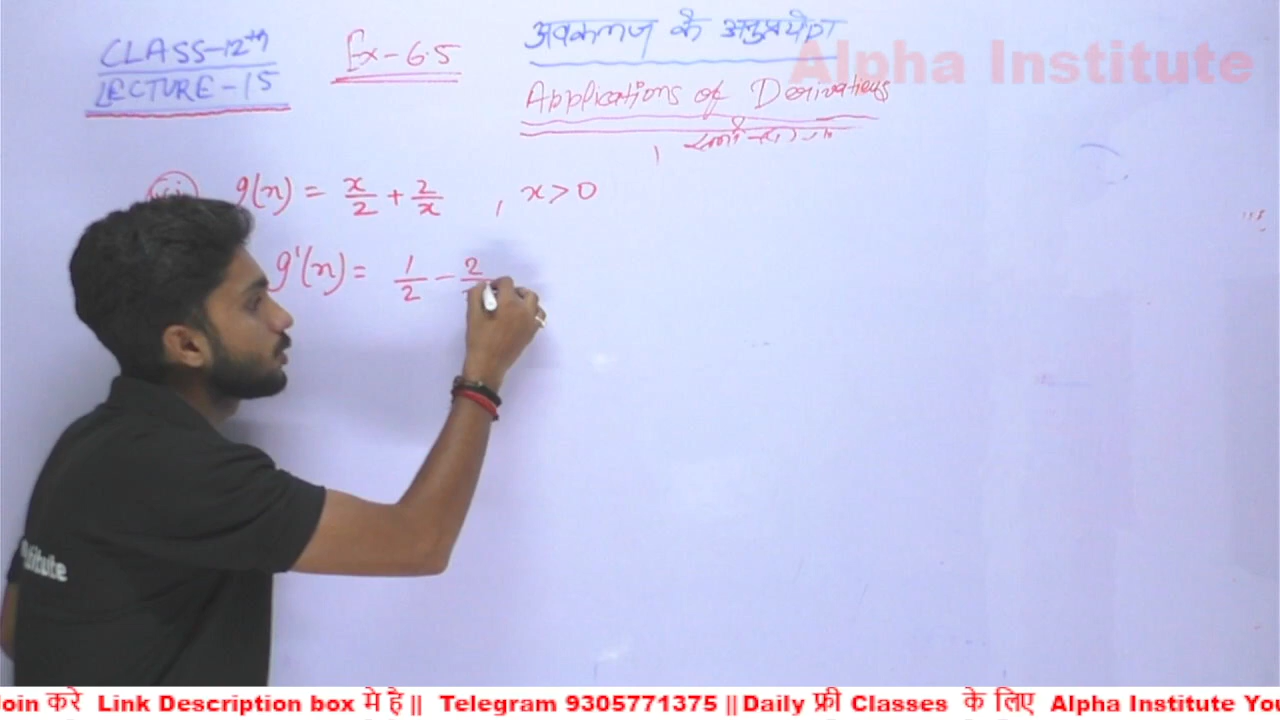 CLASS-12th
LECTURE-15
Ex-6.5
अवकलज के अनुप्रयोग
Applications of Derivatives
Alpha Institute
g(x) = x/2 + 2/x , x > 0
g'(x) = 1/2 - 2/
titute
Join करे Link Description box मे है || Telegram 9305771375 || Daily फ्री Classes के लिए Alpha Institute You